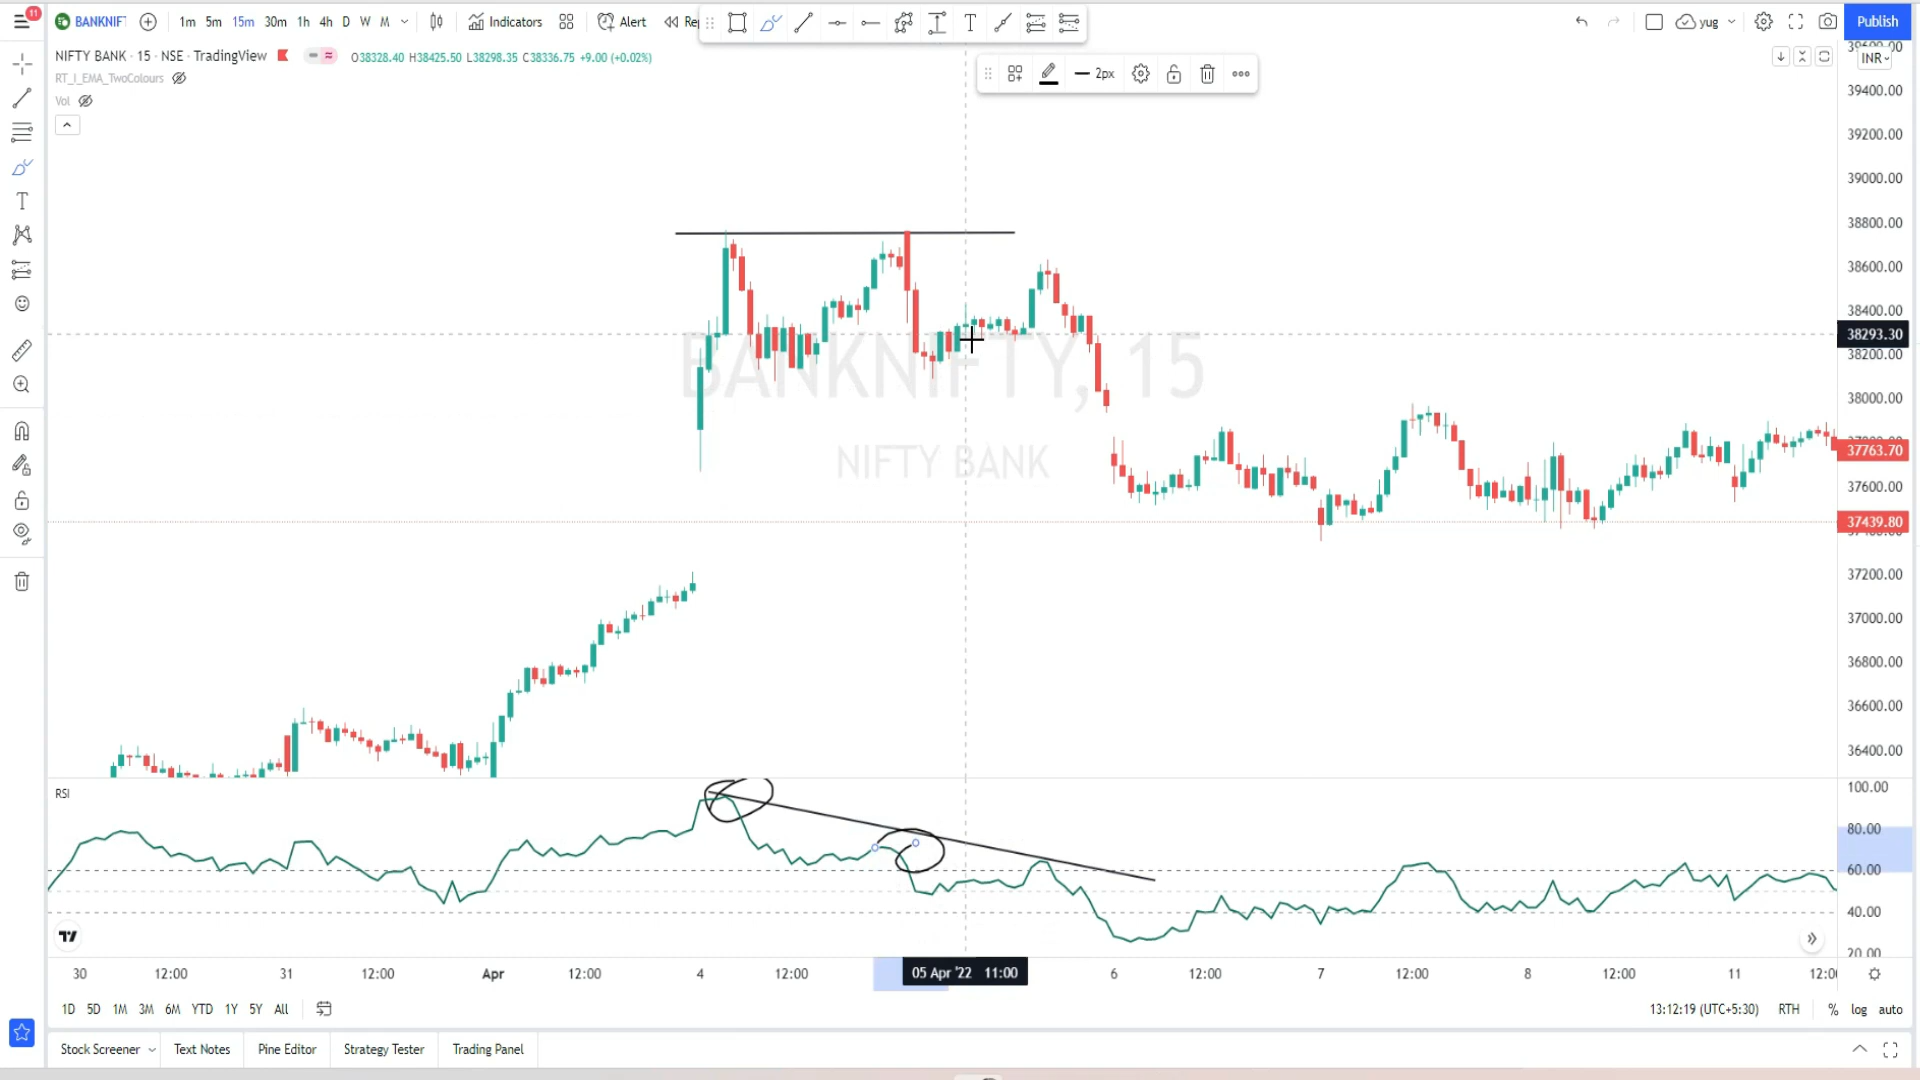 11 BANKNIFT 1m 5m 15m 30m 1h 4h D W M Indicators Alert Rep T yug Publish
NIFTY BANK · 15 · NSE · TradingView O38328.40 H38425.50 L38298.35 C38336.75 +9.00 (+0.02%)
INR
RT_I_EMA_TwoColours
2px
Vol
39400.00
39200.00
39000.00
38800.00
38600.00
38400.00
38293.30
38200.00
38000.00
37763.70
37600.00
37439.80
37200.00
37000.00
36800.00
36600.00
36400.00
BANKNIFTY, 15
NIFTY BANK
RSI
100.00
80.00
60.00
40.00
20.00
30 12:00 31 12:00 Apr 12:00 4 12:00 05 Apr '22 11:00 6 12:00 7 12:00 8 12:00 11 12:00
1D 5D 1M 3M 6M YTD 1Y 5Y All 13:12:19 (UTC+5:30) RTH % log auto
Stock Screener Text Notes Pine Editor Strategy Tester Trading Panel